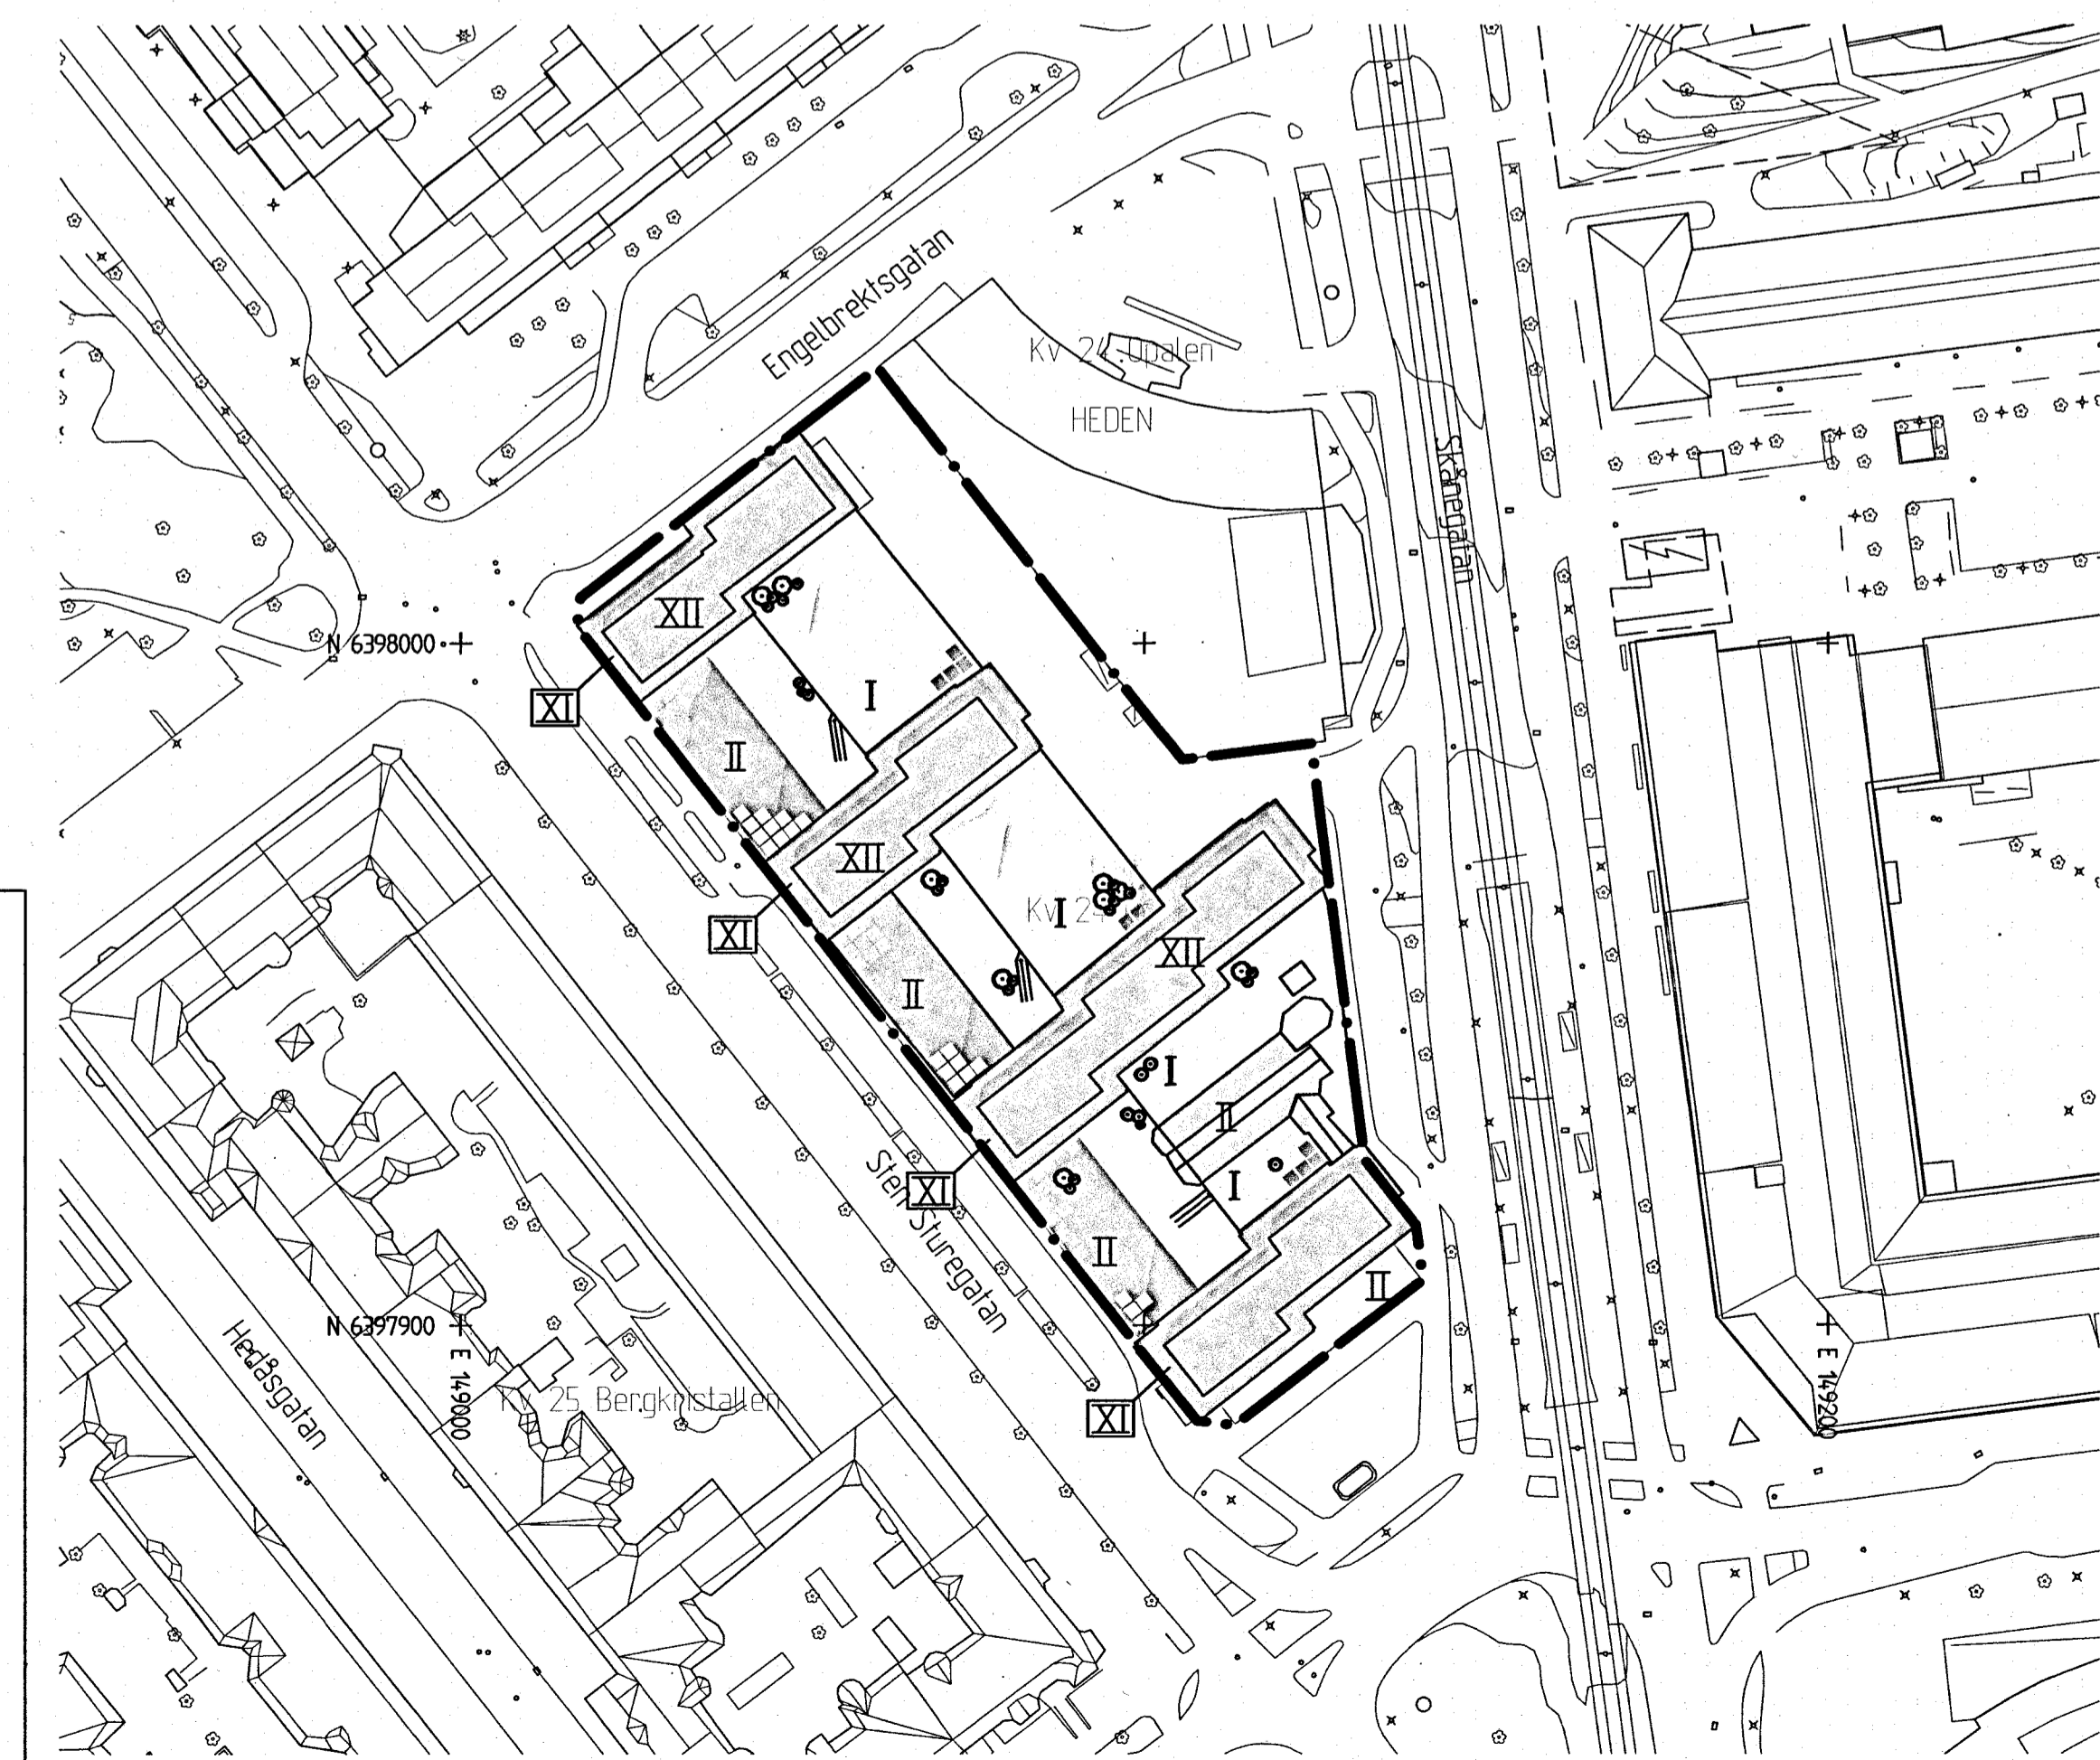 Engelbrektsgatan
Kv 24 Opalen
HEDEN
Skånegatan
XII
N 6398000
XI
I
II
XII
XI
Kv 24
I
XII
II
I
II
XI
I
Sten Sturegatan
II
II
N 6397900
E 149000
E 149200
Hedåsgatan
Kv 25 Bergkristallen
XI